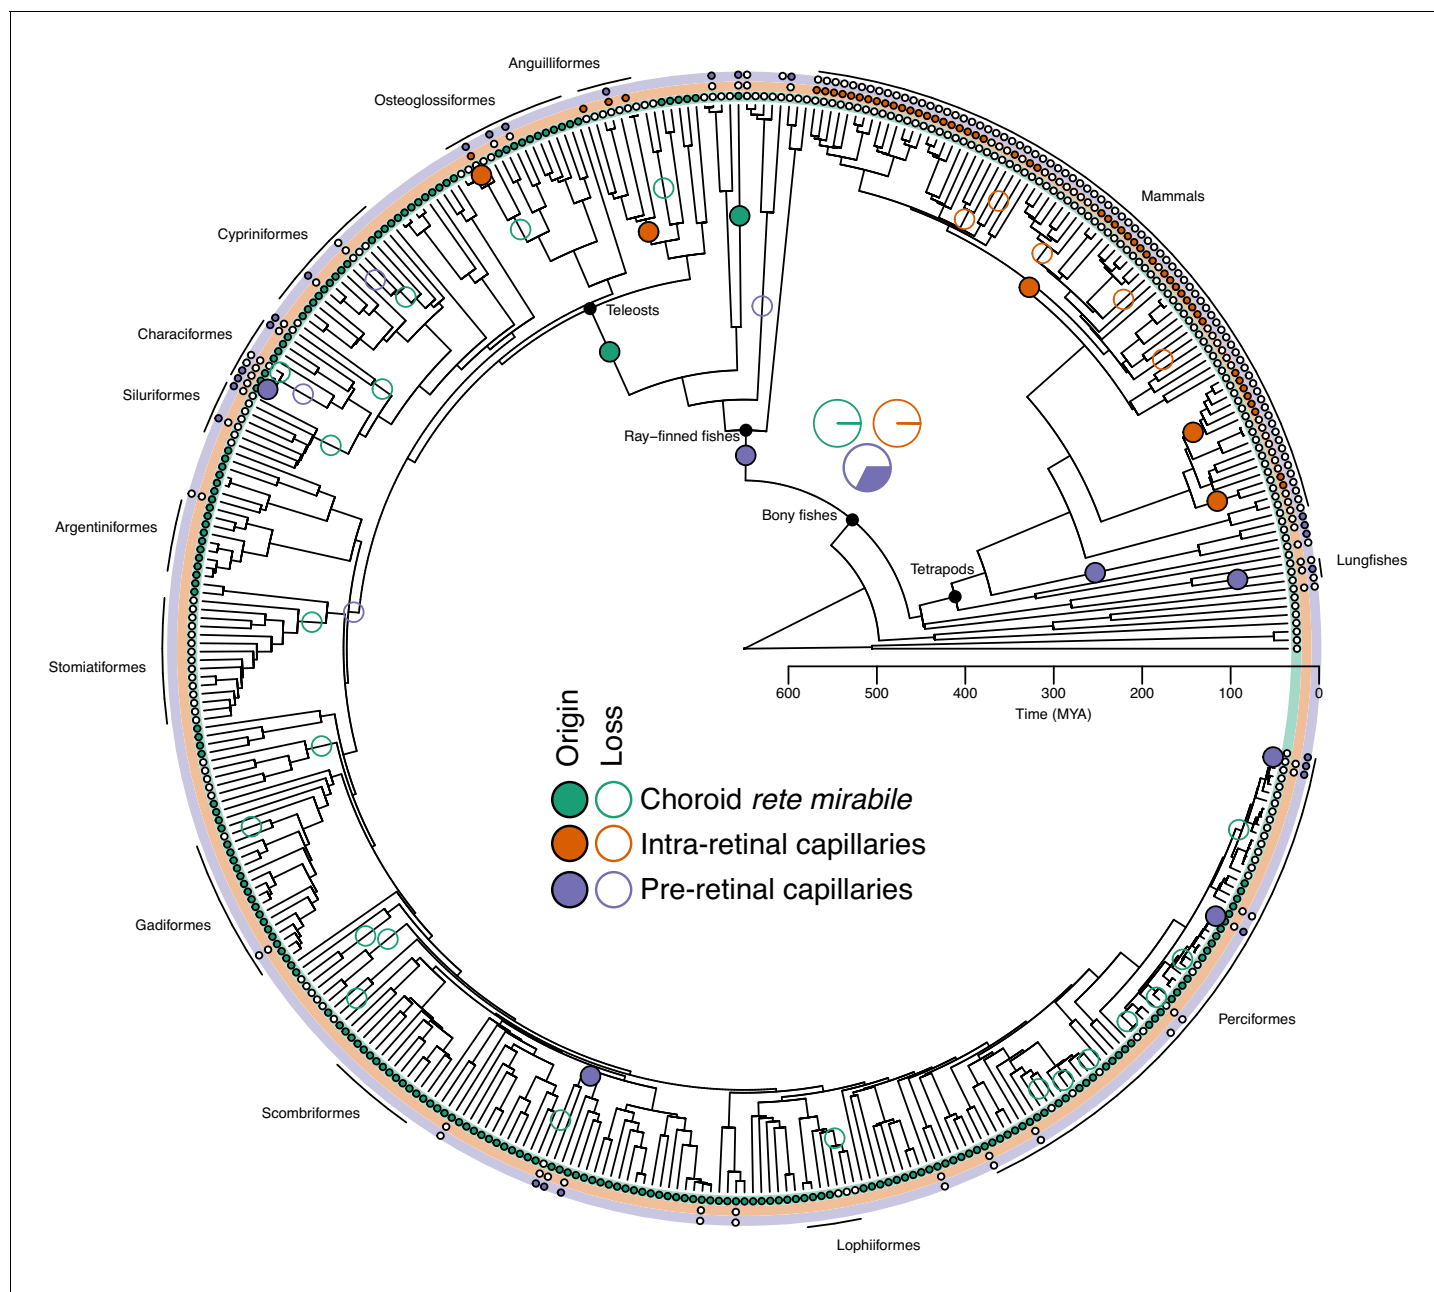 Anguilliformes
Osteoglossiformes
Mammals
Cypriniformes
Teleosts
Characiformes
Siluriformes
Ray–finned fishes
Bony fishes
Argentiniformes
Lungfishes
Tetrapods
Stomiatiformes
600 500 400 300 200 100 0
Time (MYA)
Origin
Loss
Choroid rete mirabile
Intra-retinal capillaries
Pre-retinal capillaries
Gadiformes
Perciformes
Scombriformes
Lophiiformes